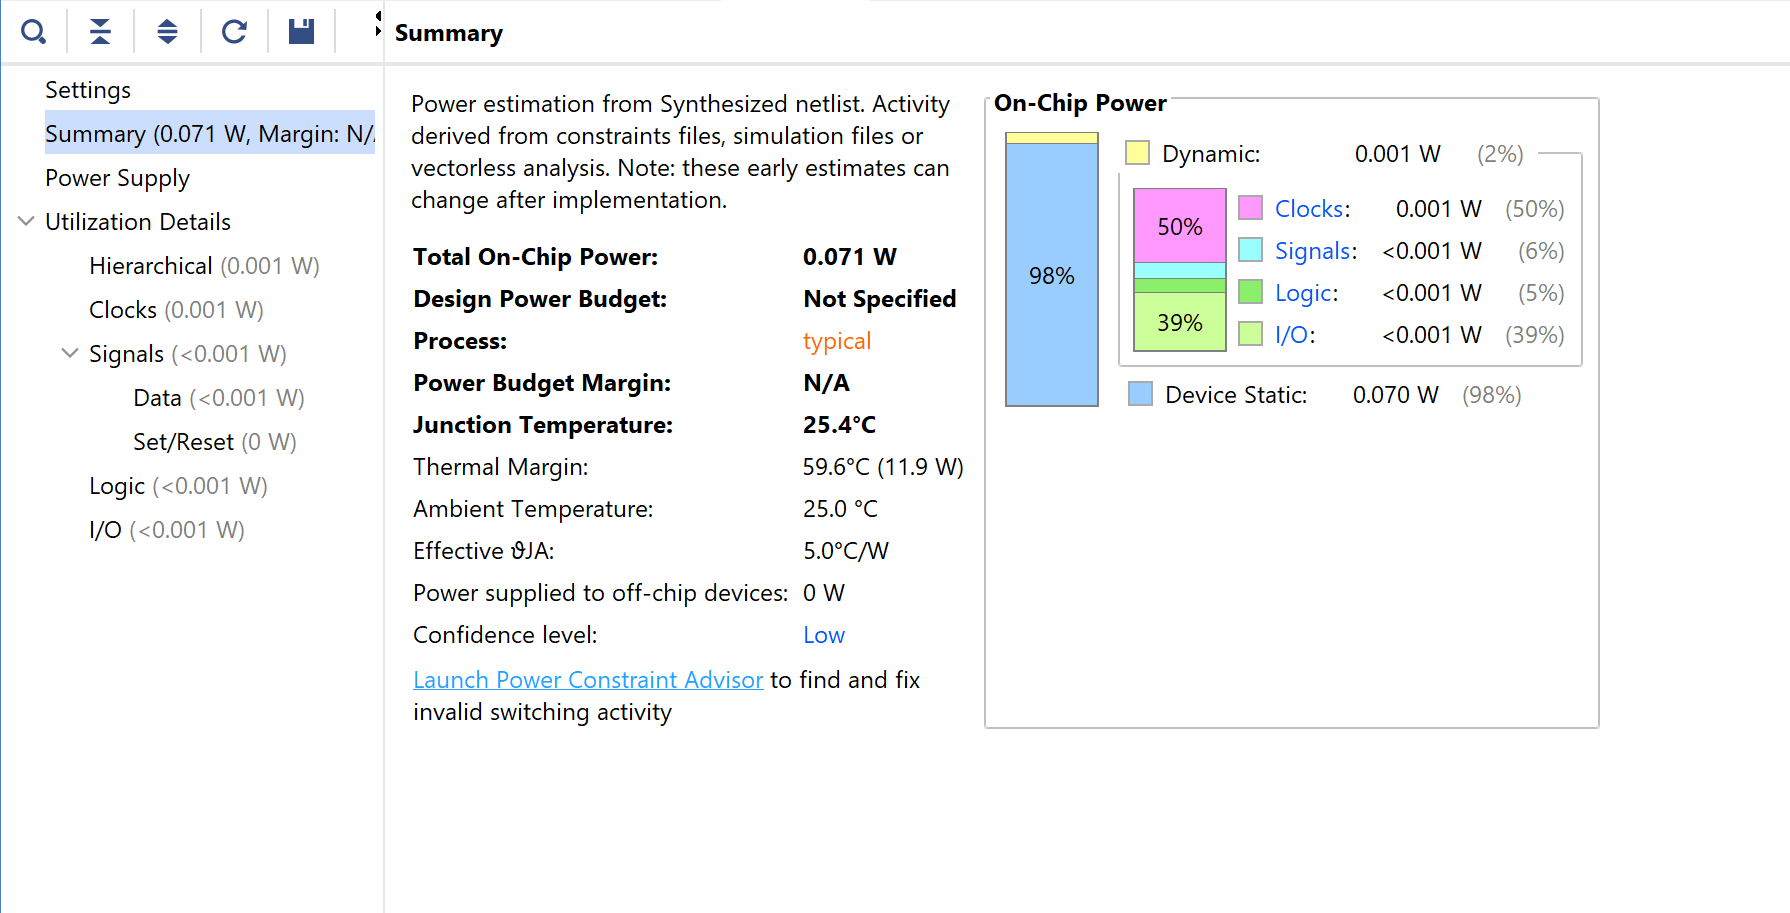 Summary
Settings
Summary (0.071 W, Margin: N/
Power Supply
Utilization Details
Hierarchical (0.001 W)
Clocks (0.001 W)
Signals (<0.001 W)
Data (<0.001 W)
Set/Reset (0 W)
Logic (<0.001 W)
I/O (<0.001 W)
Power estimation from Synthesized netlist. Activity
derived from constraints files, simulation files or
vectorless analysis. Note: these early estimates can
change after implementation.
Total On-Chip Power: 0.071 W
Design Power Budget: Not Specified
Process: typical
Power Budget Margin: N/A
Junction Temperature: 25.4°C
Thermal Margin: 59.6°C (11.9 W)
Ambient Temperature: 25.0 °C
Effective ϑJA: 5.0°C/W
Power supplied to off-chip devices: 0 W
Confidence level: Low
Launch Power Constraint Advisor to find and fix
invalid switching activity
On-Chip Power
98%
Dynamic: 0.001 W (2%)
50%
39%
Clocks: 0.001 W (50%)
Signals: <0.001 W (6%)
Logic: <0.001 W (5%)
I/O: <0.001 W (39%)
Device Static: 0.070 W (98%)